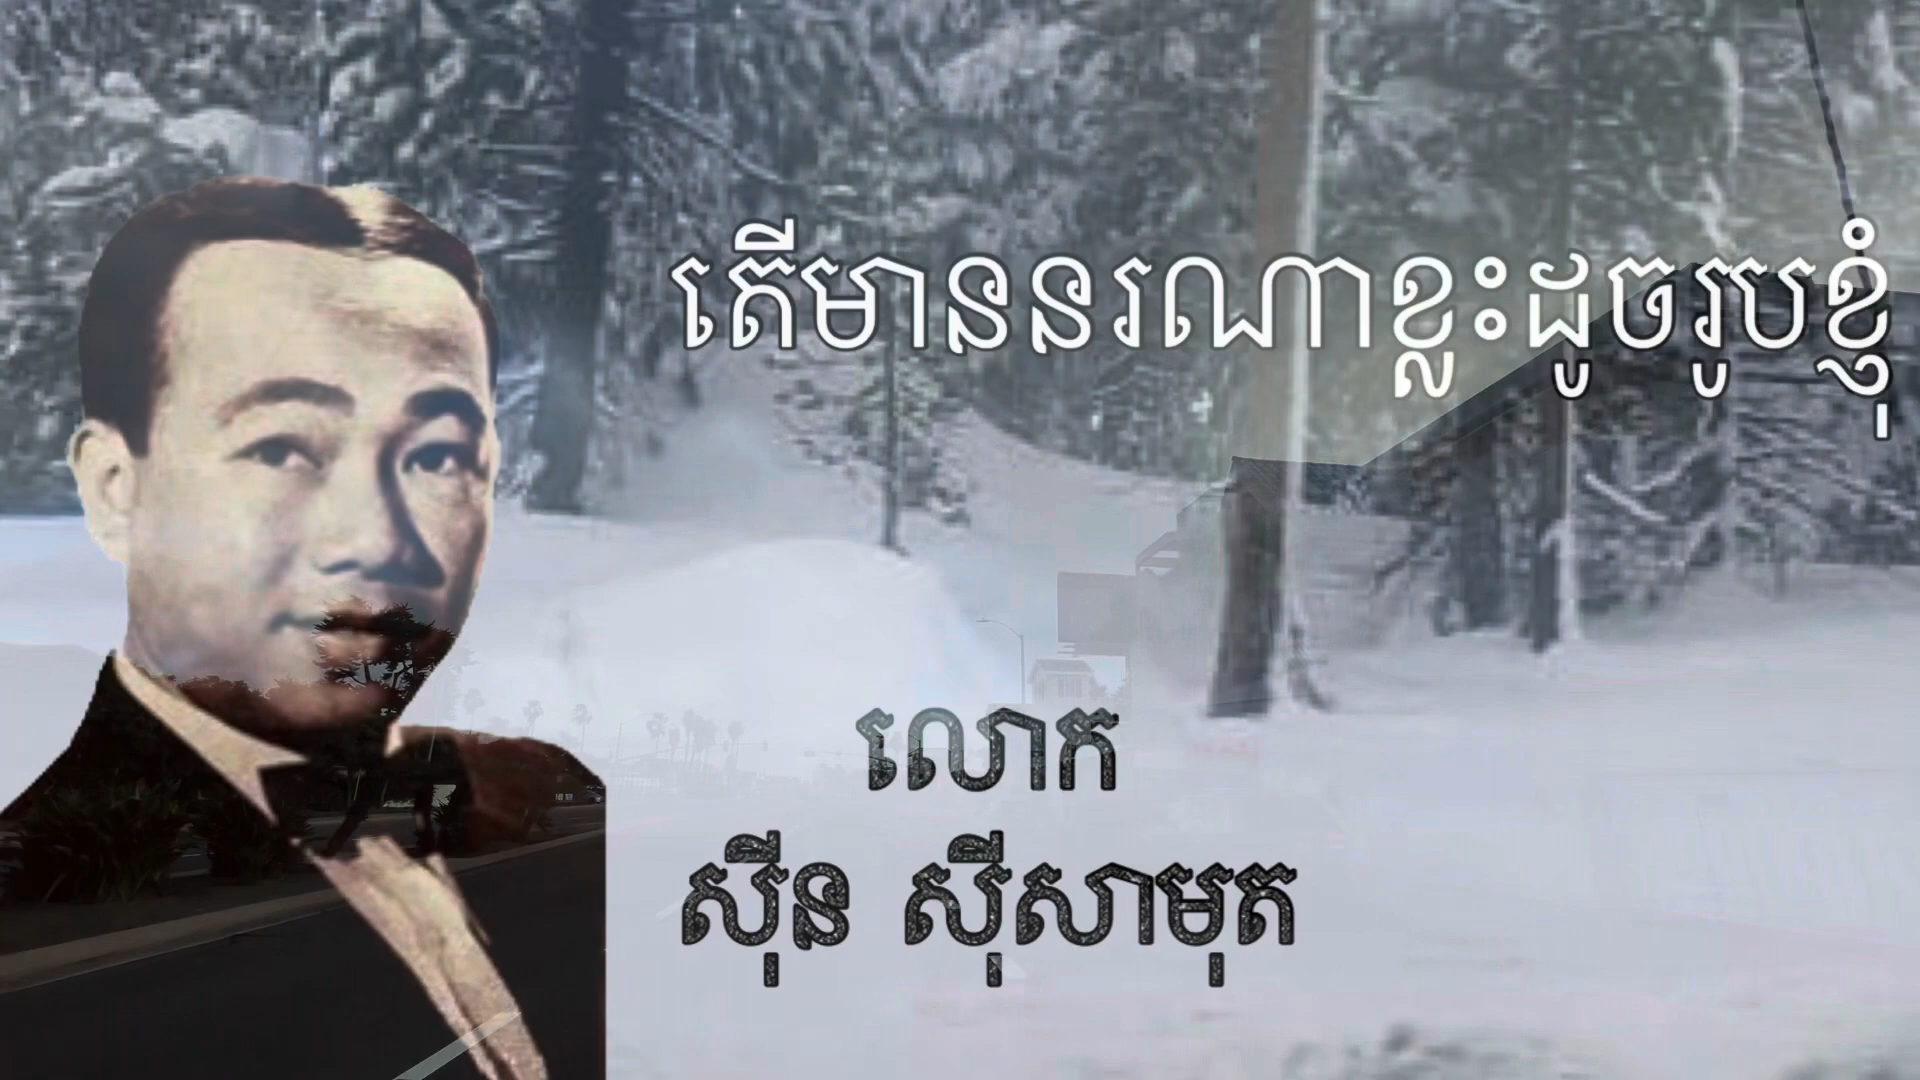 តើមាននរណាខ្លះដូចរូបខ្ញុំ
លោក
ស៊ីន ស៊ីសាមុត